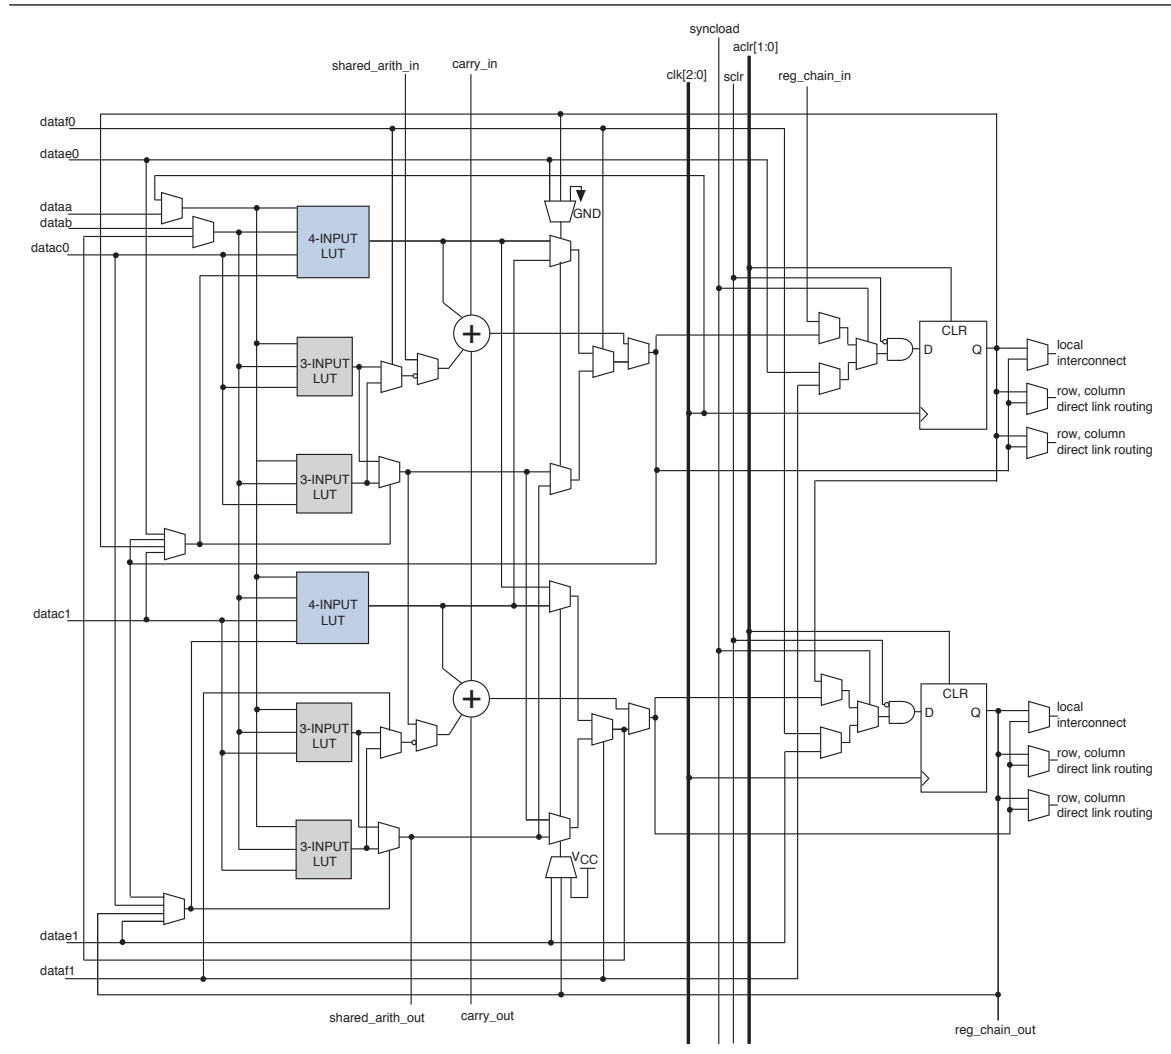 syncload
aclr[1:0]
shared_arith_in
carry_in
clk[2:0]
sclr
reg_chain_in
dataf0
datae0
dataa
datab
datac0
GND
4-INPUT
LUT
+
CLR
D
Q
local
interconnect
3-INPUT
LUT
row, column
direct link routing
row, column
direct link routing
3-INPUT
LUT
4-INPUT
LUT
datac1
+
CLR
D
Q
local
interconnect
3-INPUT
LUT
row, column
direct link routing
row, column
direct link routing
3-INPUT
LUT
VCC
datae1
dataf1
shared_arith_out
carry_out
reg_chain_out